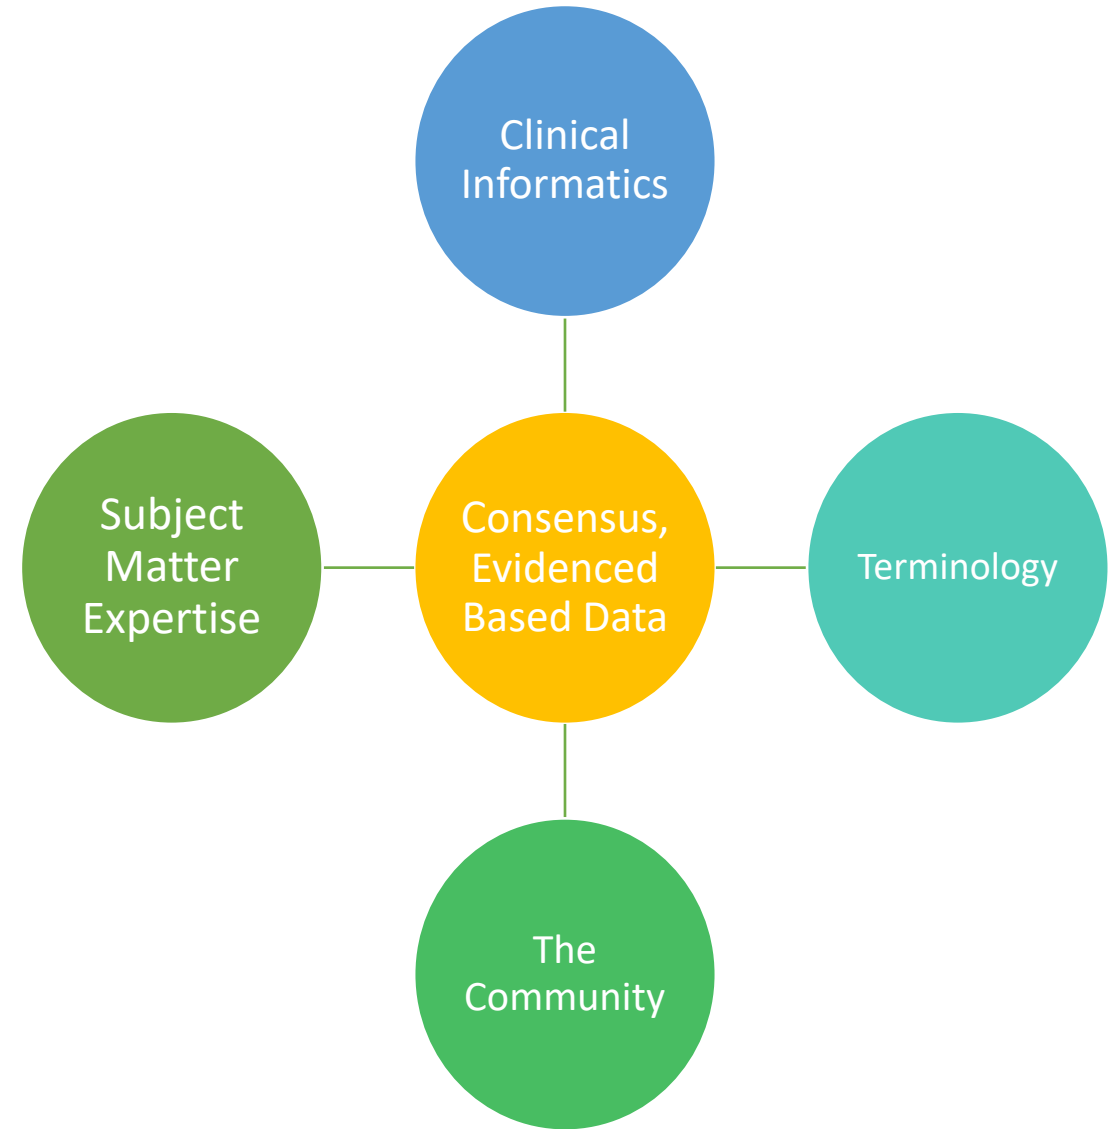 Clinical
Informatics
Subject
Matter
Expertise
Consensus,
Evidenced
Based Data
Terminology
The
Community